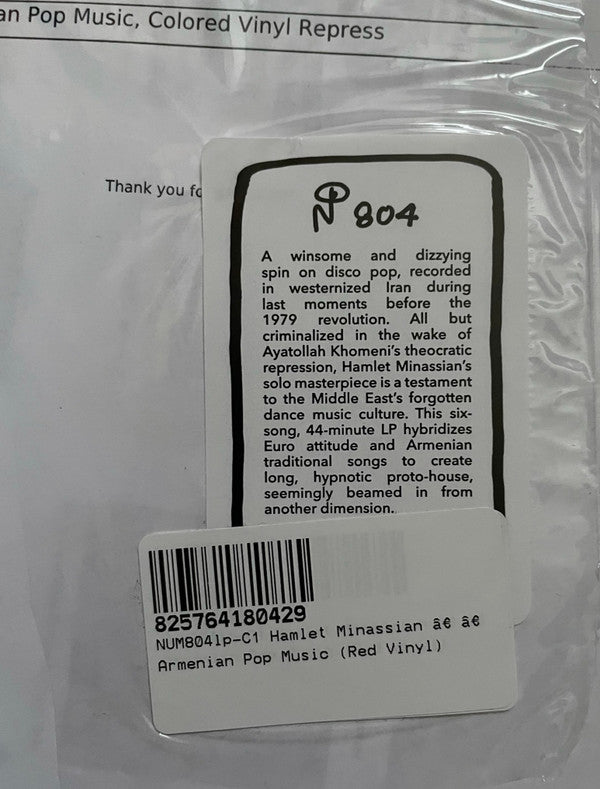 an Pop Music, Colored Vinyl Repress
Thank you fo
N 804
A winsome and dizzying
spin on disco pop, recorded
in westernized Iran during
last moments before the
1979 revolution. All but
criminalized in the wake of
Ayatollah Khomeni's theocratic
repression, Hamlet Minassian's
solo masterpiece is a testament
to the Middle East's forgotten
dance music culture. This six-
song, 44-minute LP hybridizes
Euro attitude and Armenian
traditional songs to create
long, hypnotic proto-house,
seemingly beamed in from
another dimension.
825764180429
NUM804lp-C1 Hamlet Minassian â€ â€
Armenian Pop Music (Red Vinyl)